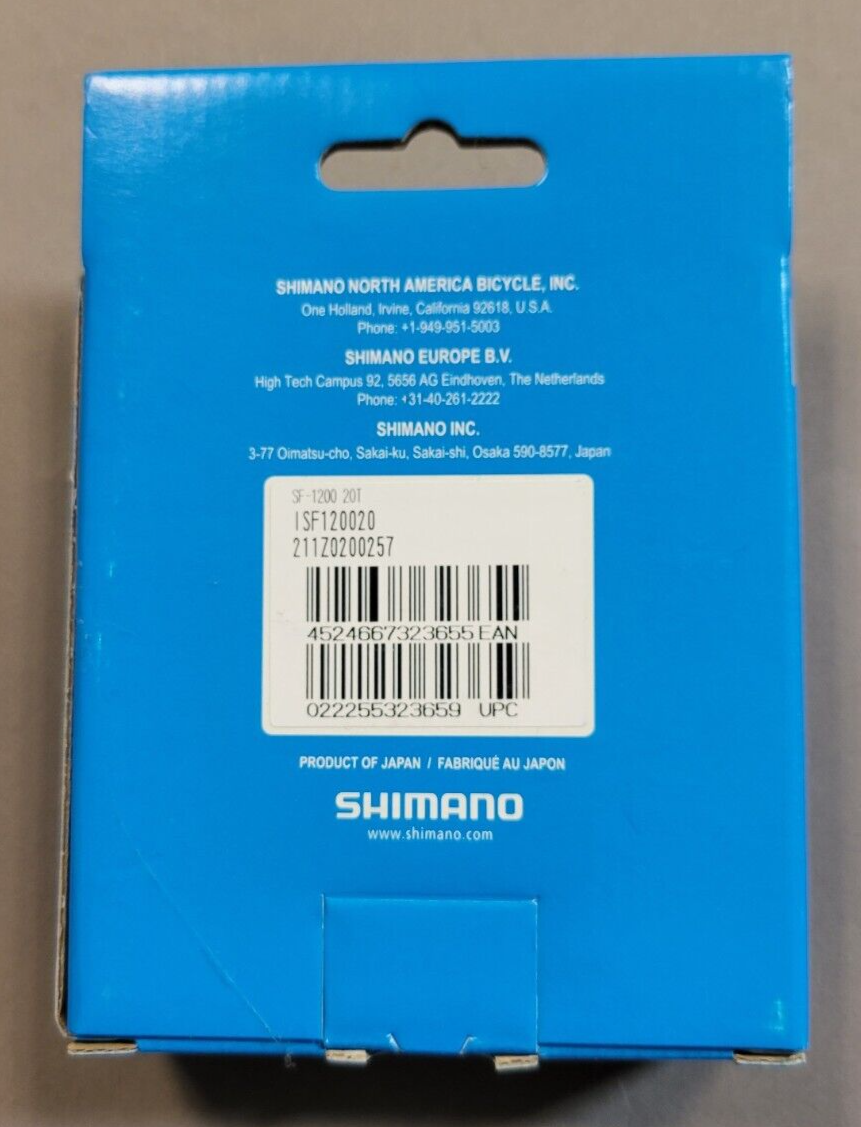 SHIMANO NORTH AMERICA BICYCLE, INC.
One Holland, Irvine, California 92618, U.S.A.
Phone: +1-949-951-5003
SHIMANO EUROPE B.V.
High Tech Campus 92, 5656 AG Eindhoven, The Netherlands
Phone: +31-40-261-2222
SHIMANO INC.
3-77 Oimatsu-cho, Sakai-ku, Sakai-shi, Osaka 590-8577, Japan
SF-1200 20T
ISF120020
211Z0200257
4524667323655 EAN
022255323659 UPC
PRODUCT OF JAPAN / FABRIQUÉ AU JAPON
SHIMANO
www.shimano.com